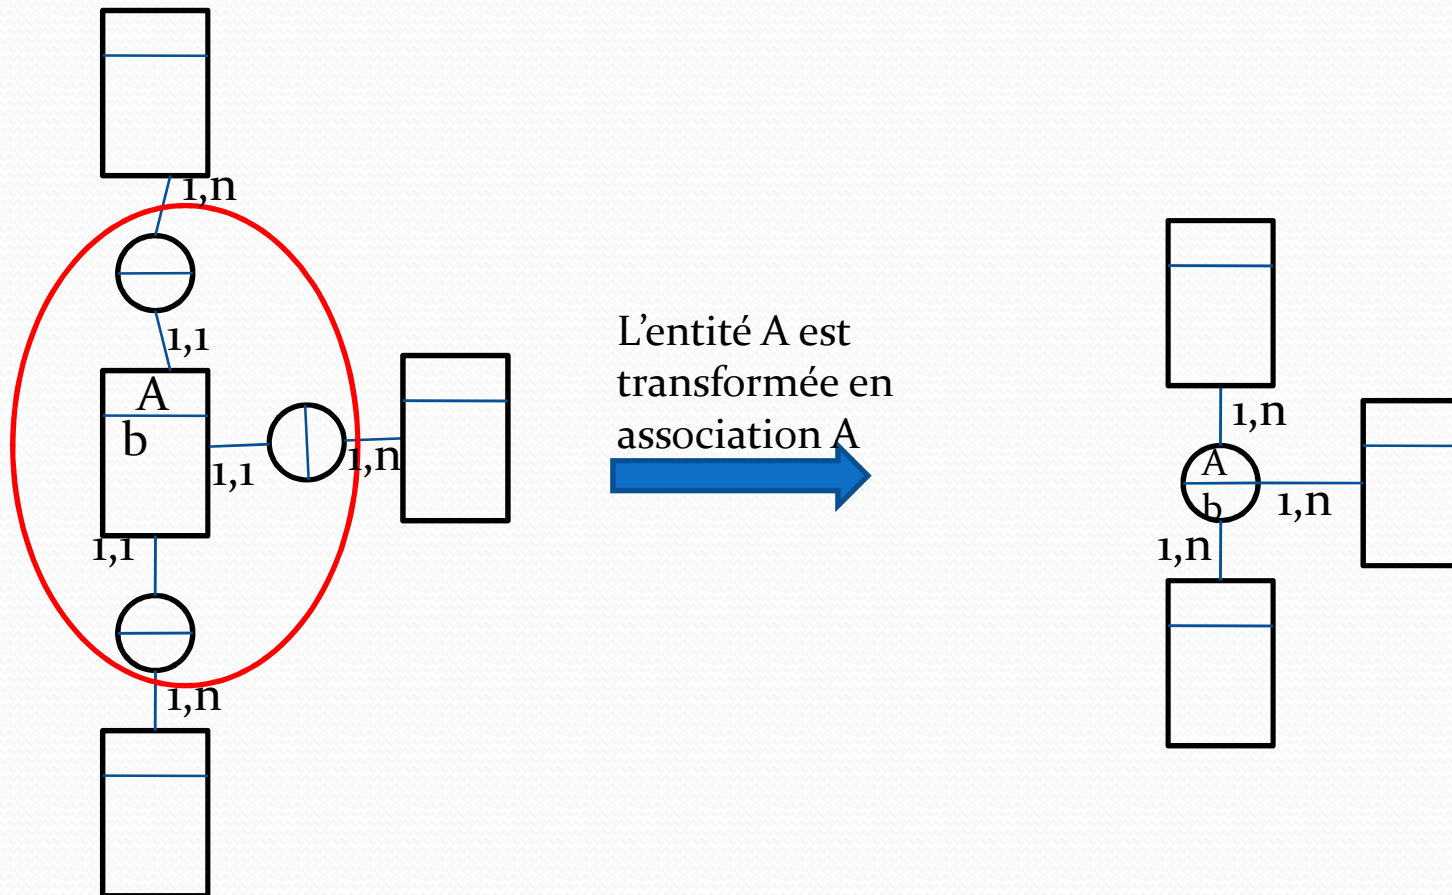 1,n
1,1
A
b
1,1
1,n
1,1
1,n
L'entité A est
transformée en
association A
1,n
A
b
1,n
1,n